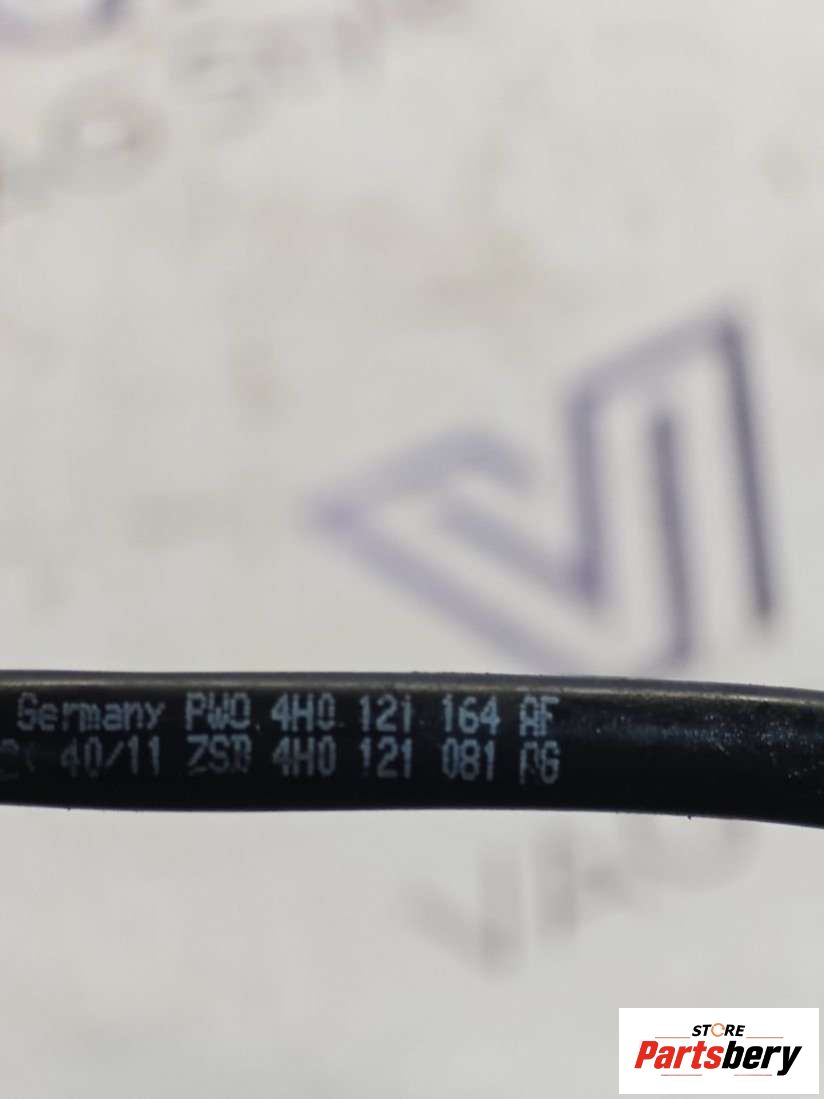 Germany PWO 4H0 121 164 AF
40/11 ZSB 4H0 121 081 AG
STORE
Partsbery